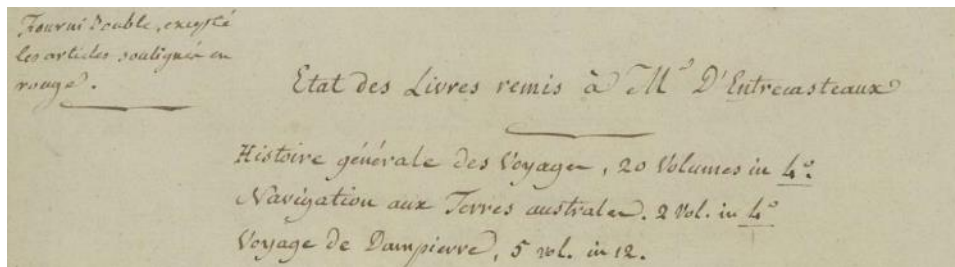 Fourni Double, excepté
les articles soulignés en
rouge.
Etat des Livres remis à M.r D'Entrecasteaux
Histoire générale des Voyages, 20 Volumes in 4.o
Navigation aux Terres australes. 2 Vol. in 4.o
Voyage de Dampierre, 5 vol. in 12.